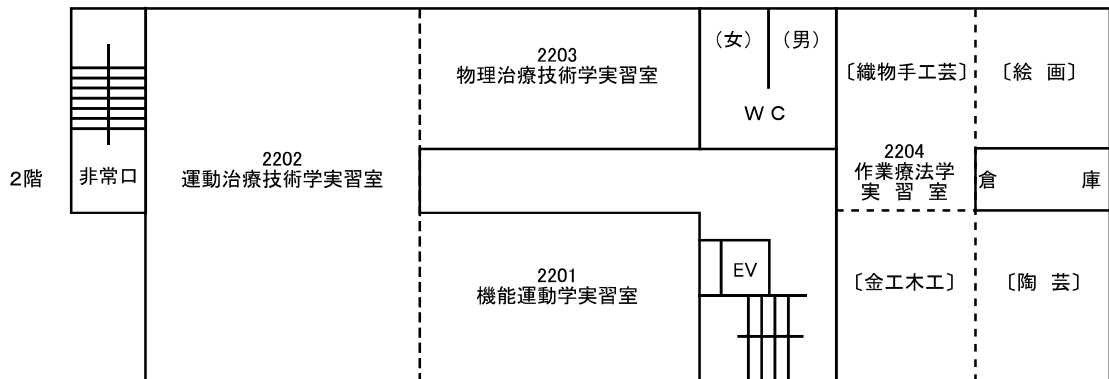 2階
非常口
2202
運動治療技術学実習室
2203
物理治療技術学実習室
2201
機能運動学実習室
（女）
（男）
ＷＣ
EV
〔織物手工芸〕
〔絵 画〕
2204
作業療法学
実 習 室
倉 庫
〔金工木工〕
〔陶 芸〕